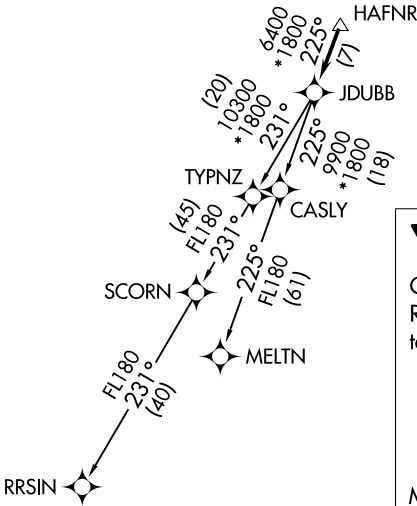 HAFNR
6400
*1800
225°
(7)
JDUBB
(20)
10300
*1800
231°
225°
9900
*1800
(18)
TYPNZ
CASLY
(45)
FL180
231°
225°
FL180
(61)
SCORN
MELTN
FL180
231°
(40)
RRSIN